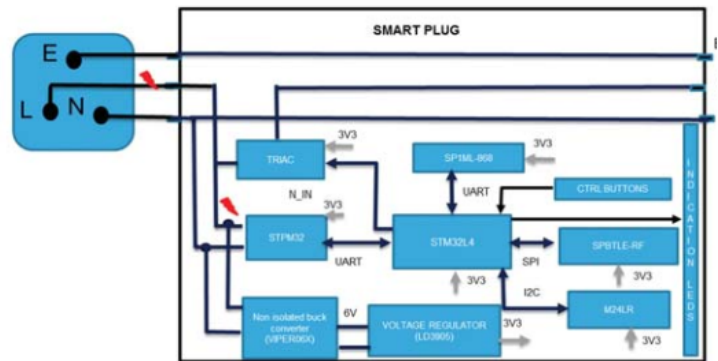 SMART PLUG
E
L
N
E
3V3
TRIAC
SP1ML-868
3V3
N_IN
3V3
UART
CTRL BUTTONS
STPM32
STM32L4
SPBTLE-RF
UART
SPI
3V3
3V3
I2C
Non isolated buck
converter
(VIPER06X)
6V
VOLTAGE REGULATOR
(LD3905)
3V3
M24LR
3V3
INDICATION LEDS